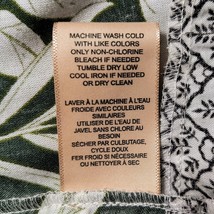 MACHINE WASH COLD
WITH LIKE COLORS
ONLY NON-CHLORINE
BLEACH IF NEEDED
TUMBLE DRY LOW
COOL IRON IF NEEDED
OR DRY CLEAN
LAVER À LA MACHINE À L'EAU
FROIDE AVEC COULEURS
SIMILAIRES
UTILISER DE L'EAU DE
JAVEL SANS CHLORE AU
BESOIN
SÉCHER PAR CULBUTAGE,
CYCLE DOUX
FER FROID SI NÉCESSAIRE
OU NETTOYER À SEC